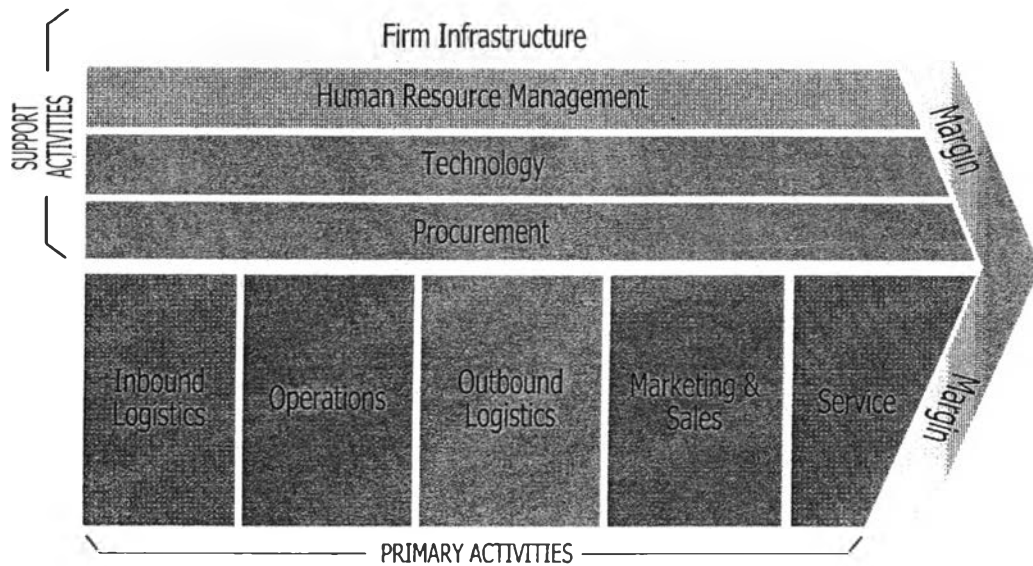 Firm Infrastructure
SUPPORT
ACTIVITIES
Human Resource Management
Technology
Procurement
Margin
Inbound
Logistics
Operations
Outbound
Logistics
Marketing &
Sales
Service
Margin
PRIMARY ACTIVITIES